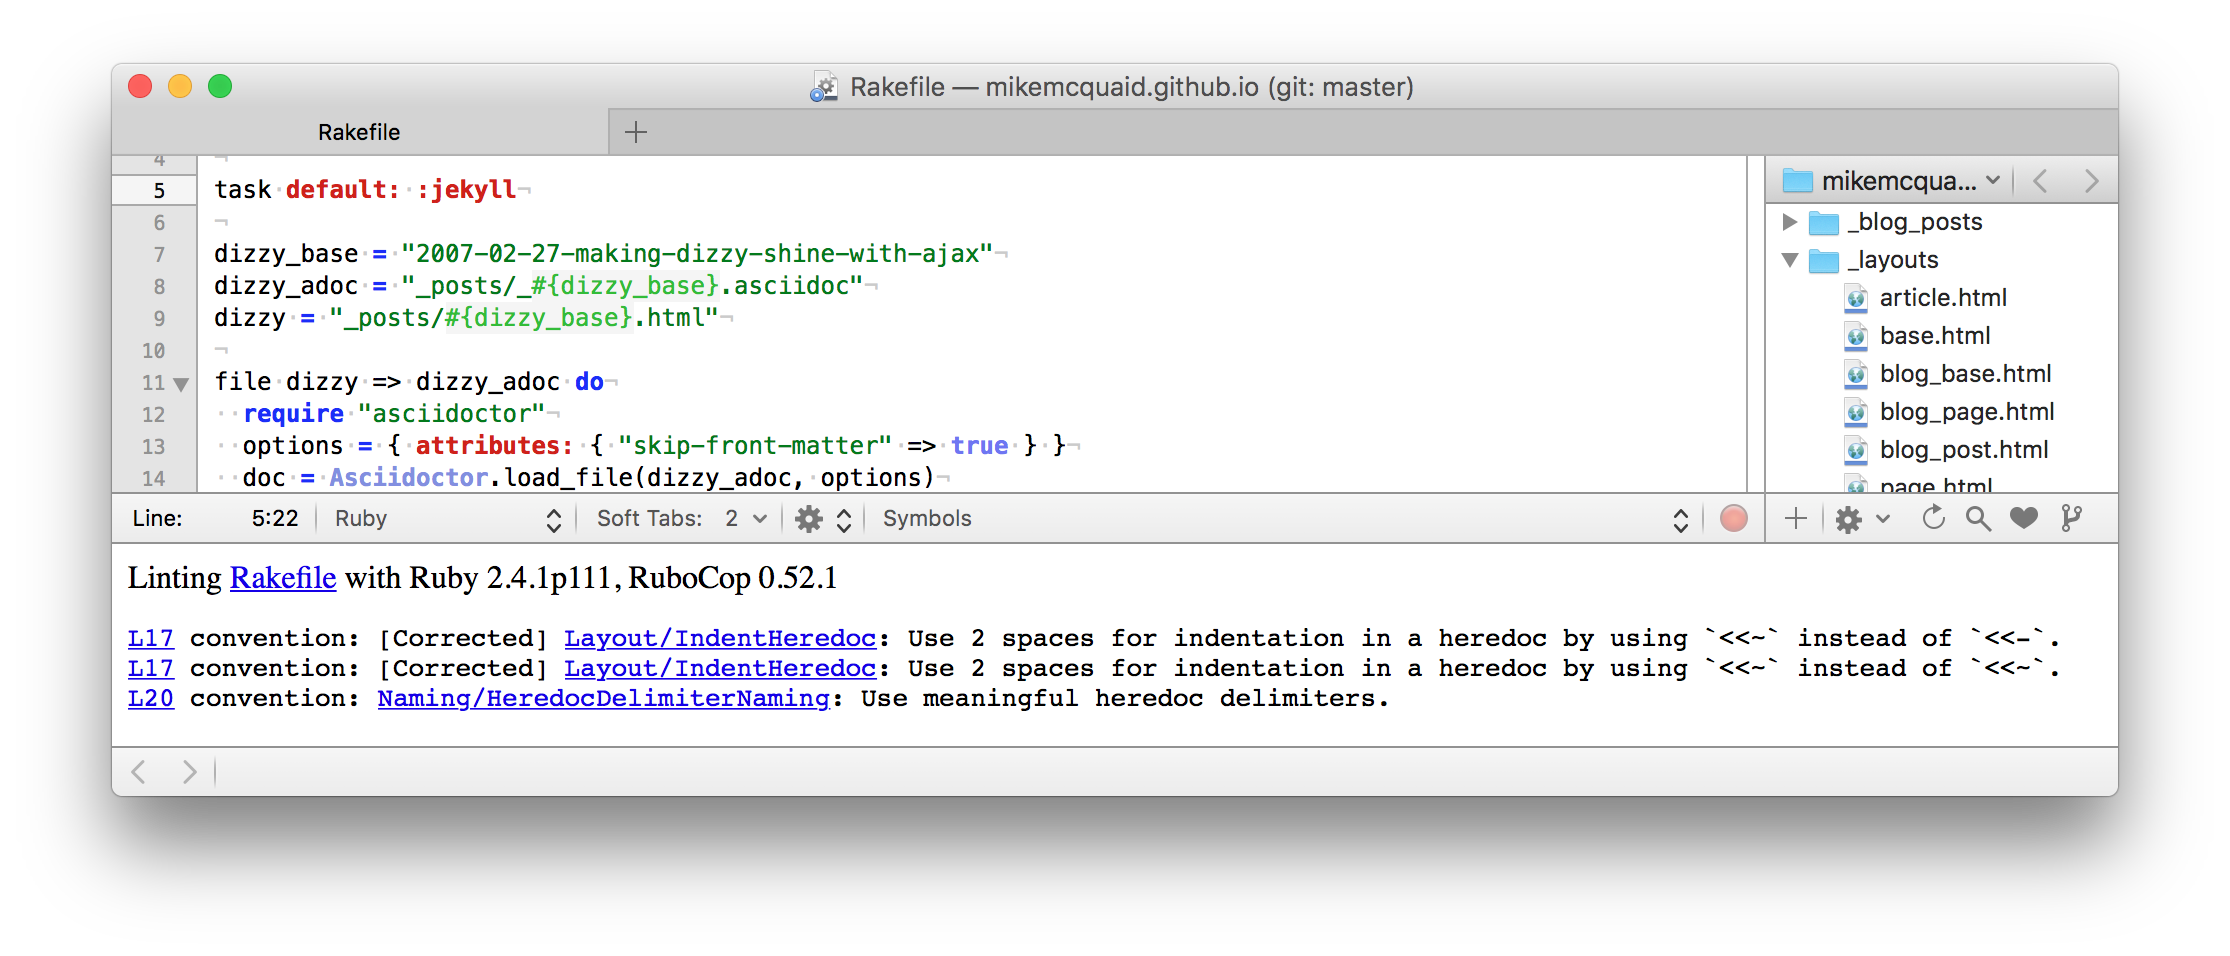 Rakefile — mikemcquaid.github.io (git: master)
Rakefile
4 ¬
5 task·default:·:jekyll¬
6 ¬
7 dizzy_base·=·"2007-02-27-making-dizzy-shine-with-ajax"¬
8 dizzy_adoc·=·"_posts/_#{dizzy_base}.asciidoc"¬
9 dizzy·=·"_posts/#{dizzy_base}.html"¬
10 ¬
11 file·dizzy·=>·dizzy_adoc·do¬
12 ··require·"asciidoctor"¬
13 ··options·=·{·attributes:·{·"skip-front-matter"·=>·true·}·}¬
14 ··doc·=·Asciidoctor.load_file(dizzy_adoc,·options)¬
mikemcqua...
_blog_posts
_layouts
article.html
base.html
blog_base.html
blog_page.html
blog_post.html
page.html
Line: 5:22 Ruby Soft Tabs: 2 Symbols
Linting Rakefile with Ruby 2.4.1p111, RuboCop 0.52.1
L17 convention: [Corrected] Layout/IndentHeredoc: Use 2 spaces for indentation in a heredoc by using `<<~` instead of `<<-`.
L17 convention: [Corrected] Layout/IndentHeredoc: Use 2 spaces for indentation in a heredoc by using `<<~` instead of `<<~`.
L20 convention: Naming/HeredocDelimiterNaming: Use meaningful heredoc delimiters.